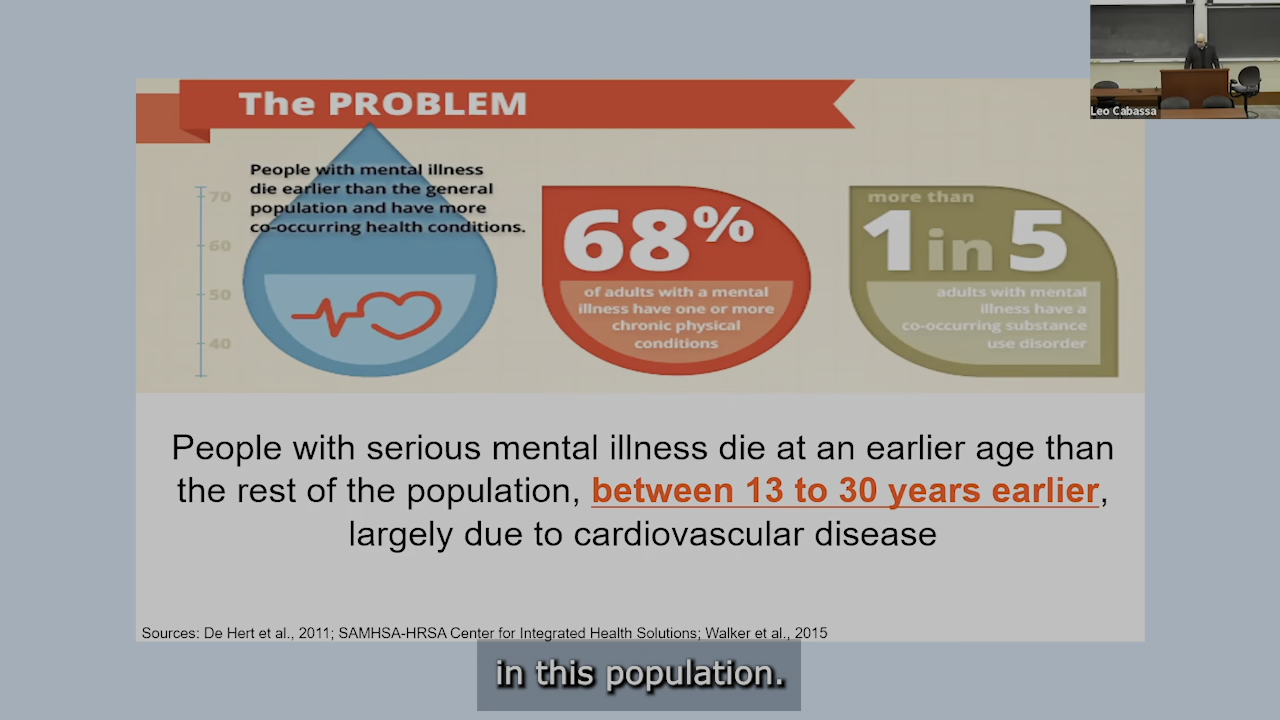 The PROBLEM
People with mental illness
die earlier than the general
population and have more
co-occurring health conditions.
70
60
50
40
68%
of adults with a mental
illness have one or more
chronic physical
conditions
more than
1 in 5
adults with mental
illness have a
co-occurring substance
use disorder
People with serious mental illness die at an earlier age than
the rest of the population, between 13 to 30 years earlier,
largely due to cardiovascular disease
Sources: De Hert et al., 2011; SAMHSA-HRSA Center for Integrated Health Solutions; Walker et al., 2015
in this population.
Leo Cabassa